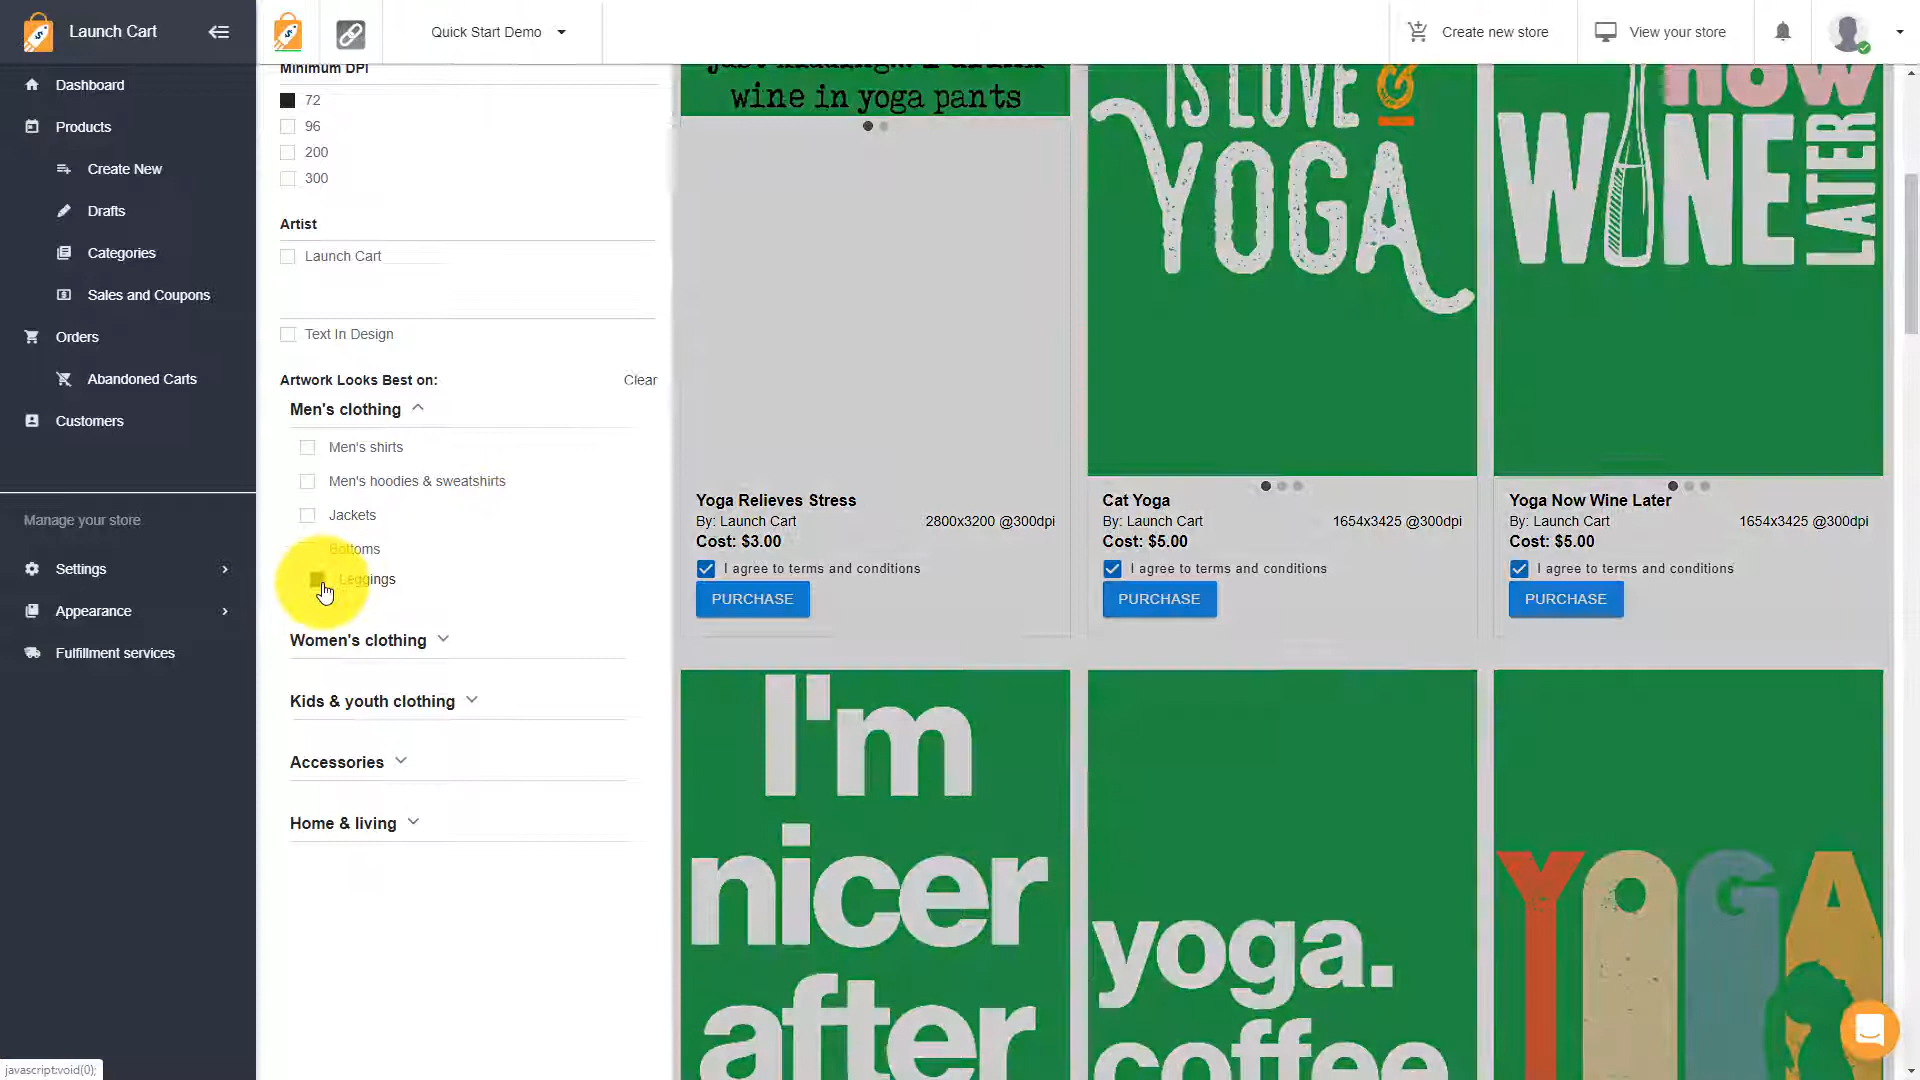 Launch Cart
Quick Start Demo
Create new store
View your store
Dashboard
Products
Create New
Drafts
Categories
Sales and Coupons
Orders
Abandoned Carts
Customers
Manage your store
Settings
Appearance
Fulfillment services
Minimum DPI
72
96
200
300
Artist
Launch Cart
Text In Design
Artwork Looks Best on:
Clear
Men's clothing
Men's shirts
Men's hoodies & sweatshirts
Jackets
Bottoms
Leggings
Women's clothing
Kids & youth clothing
Accessories
Home & living
just kidding. i drink
wine in yoga pants
IS LOVE
YOGA
NOW
WINE
LATER
Yoga Relieves Stress
By: Launch Cart
2800x3200 @300dpi
Cost: $3.00
I agree to terms and conditions
PURCHASE
Cat Yoga
By: Launch Cart
1654x3425 @300dpi
Cost: $5.00
I agree to terms and conditions
PURCHASE
Yoga Now Wine Later
By: Launch Cart
1654x3425 @300dpi
Cost: $5.00
I agree to terms and conditions
PURCHASE
I'm
nicer
after
yoga.
coffee
YOGA
javascript:void(0);